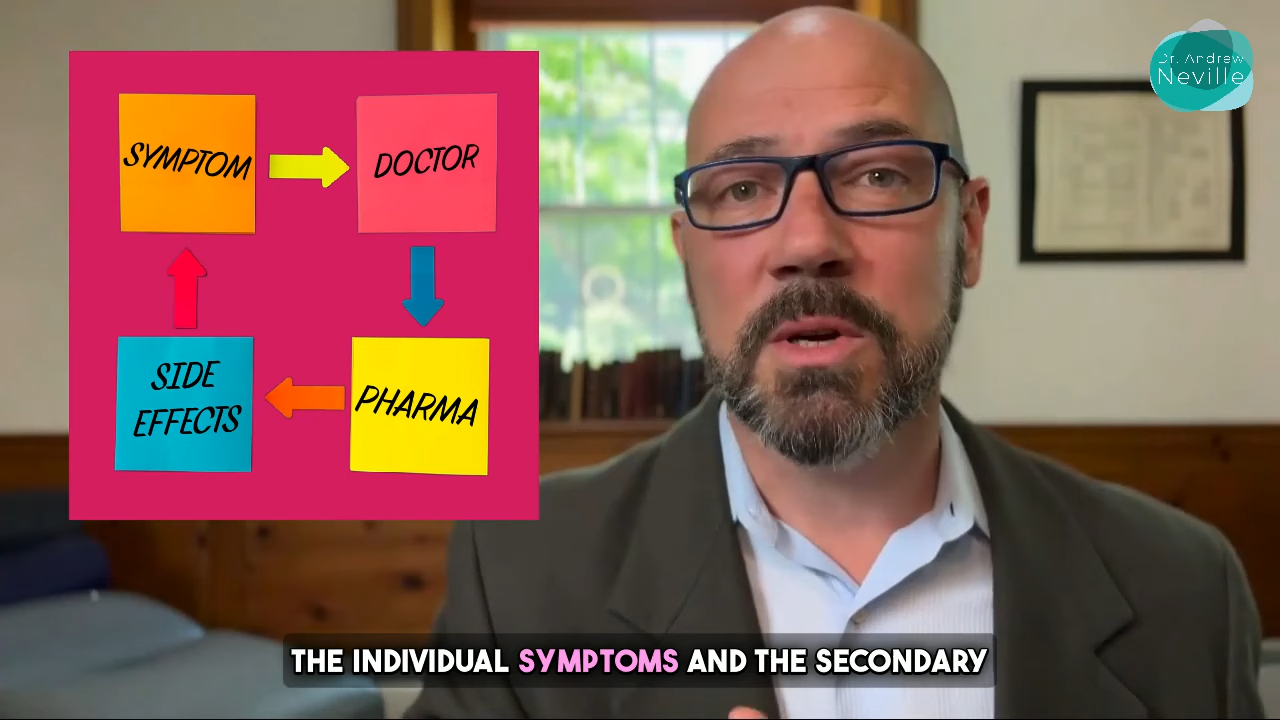 SYMPTOM
DOCTOR
SIDE
EFFECTS
PHARMA
Dr. Andrew
Neville
THE INDIVIDUAL SYMPTOMS AND THE SECONDARY